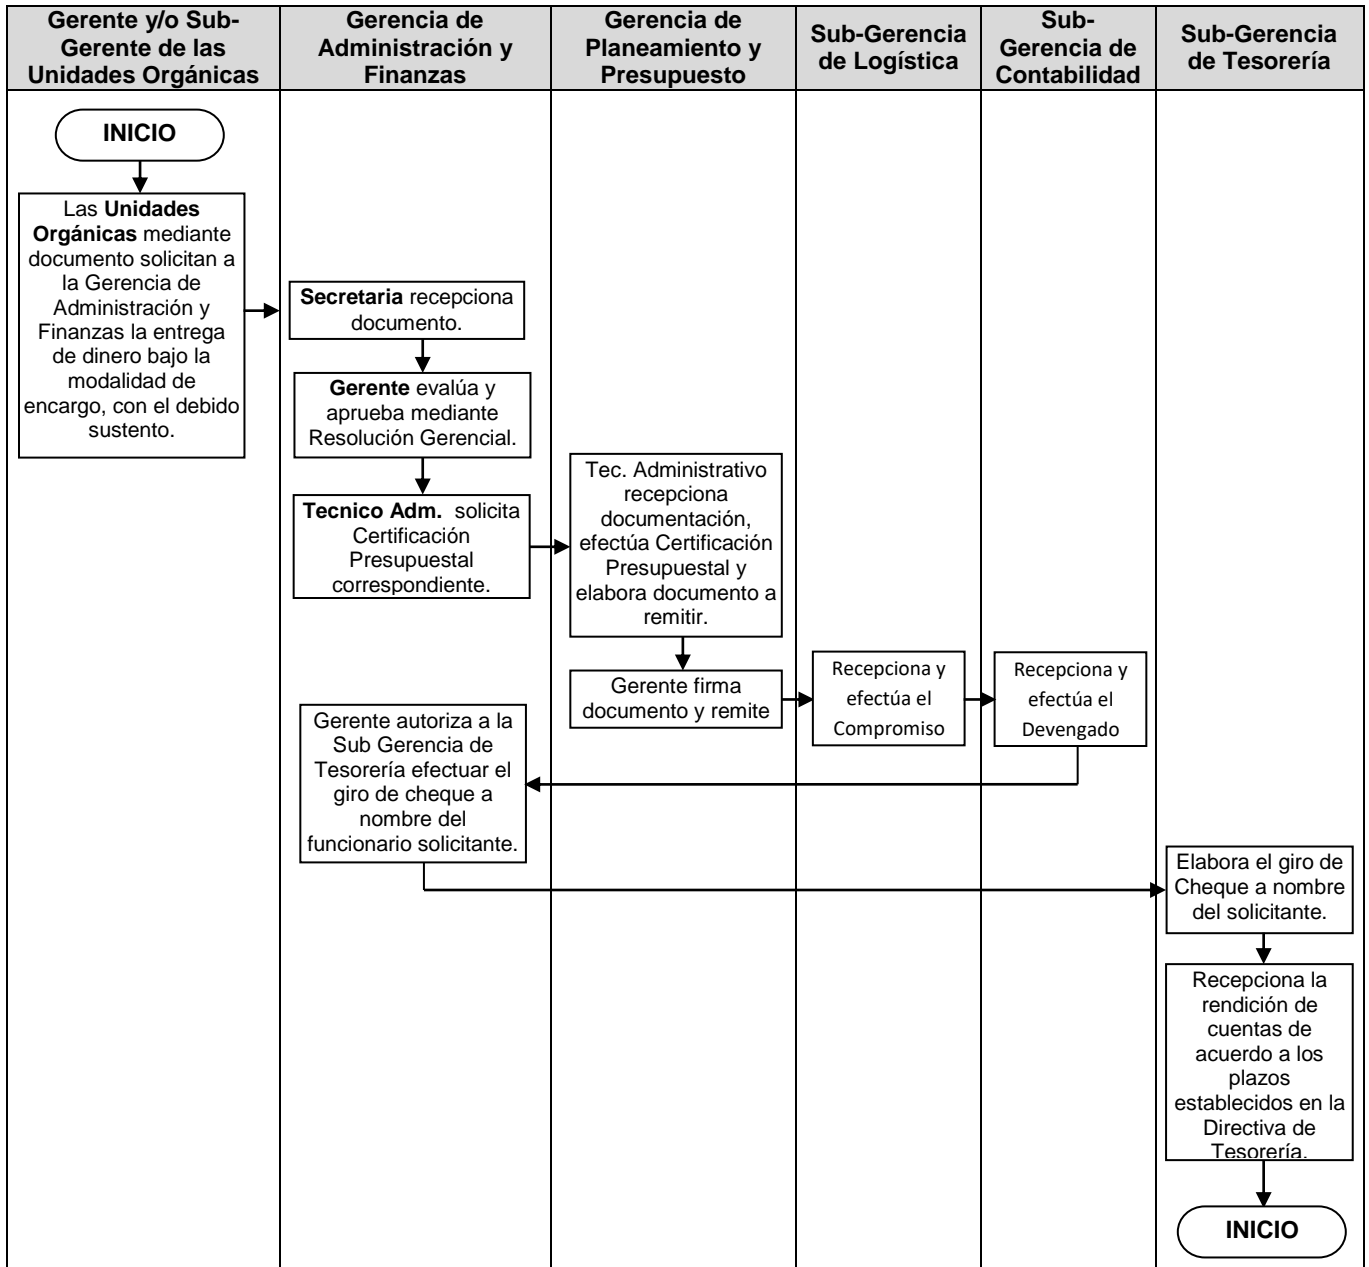 Gerente y/o Sub-
Gerente de las
Unidades Orgánicas
Gerencia de
Administración y
Finanzas
Gerencia de
Planeamiento y
Presupuesto
Sub-Gerencia
de Logística
Sub-
Gerencia de
Contabilidad
Sub-Gerencia
de Tesorería
INICIO
Las Unidades
Orgánicas mediante
documento solicitan a
la Gerencia de
Administración y
Finanzas la entrega
de dinero bajo la
modalidad de
encargo, con el debido
sustento.
Secretaria recepciona
documento.
Gerente evalúa y
aprueba mediante
Resolución Gerencial.
Tecnico Adm. solicita
Certificación
Presupuestal
correspondiente.
Tec. Administrativo
recepciona
documentación,
efectúa Certificación
Presupuestal y
elabora documento a
remitir.
Gerente firma
documento y remite
Recepciona y
efectúa el
Compromiso
Recepciona y
efectúa el
Devengado
Gerente autoriza a la
Sub Gerencia de
Tesorería efectuar el
giro de cheque a
nombre del
funcionario solicitante.
Elabora el giro de
Cheque a nombre
del solicitante.
Recepciona la
rendición de
cuentas de
acuerdo a los
plazos
establecidos en la
Directiva de
Tesorería.
INICIO